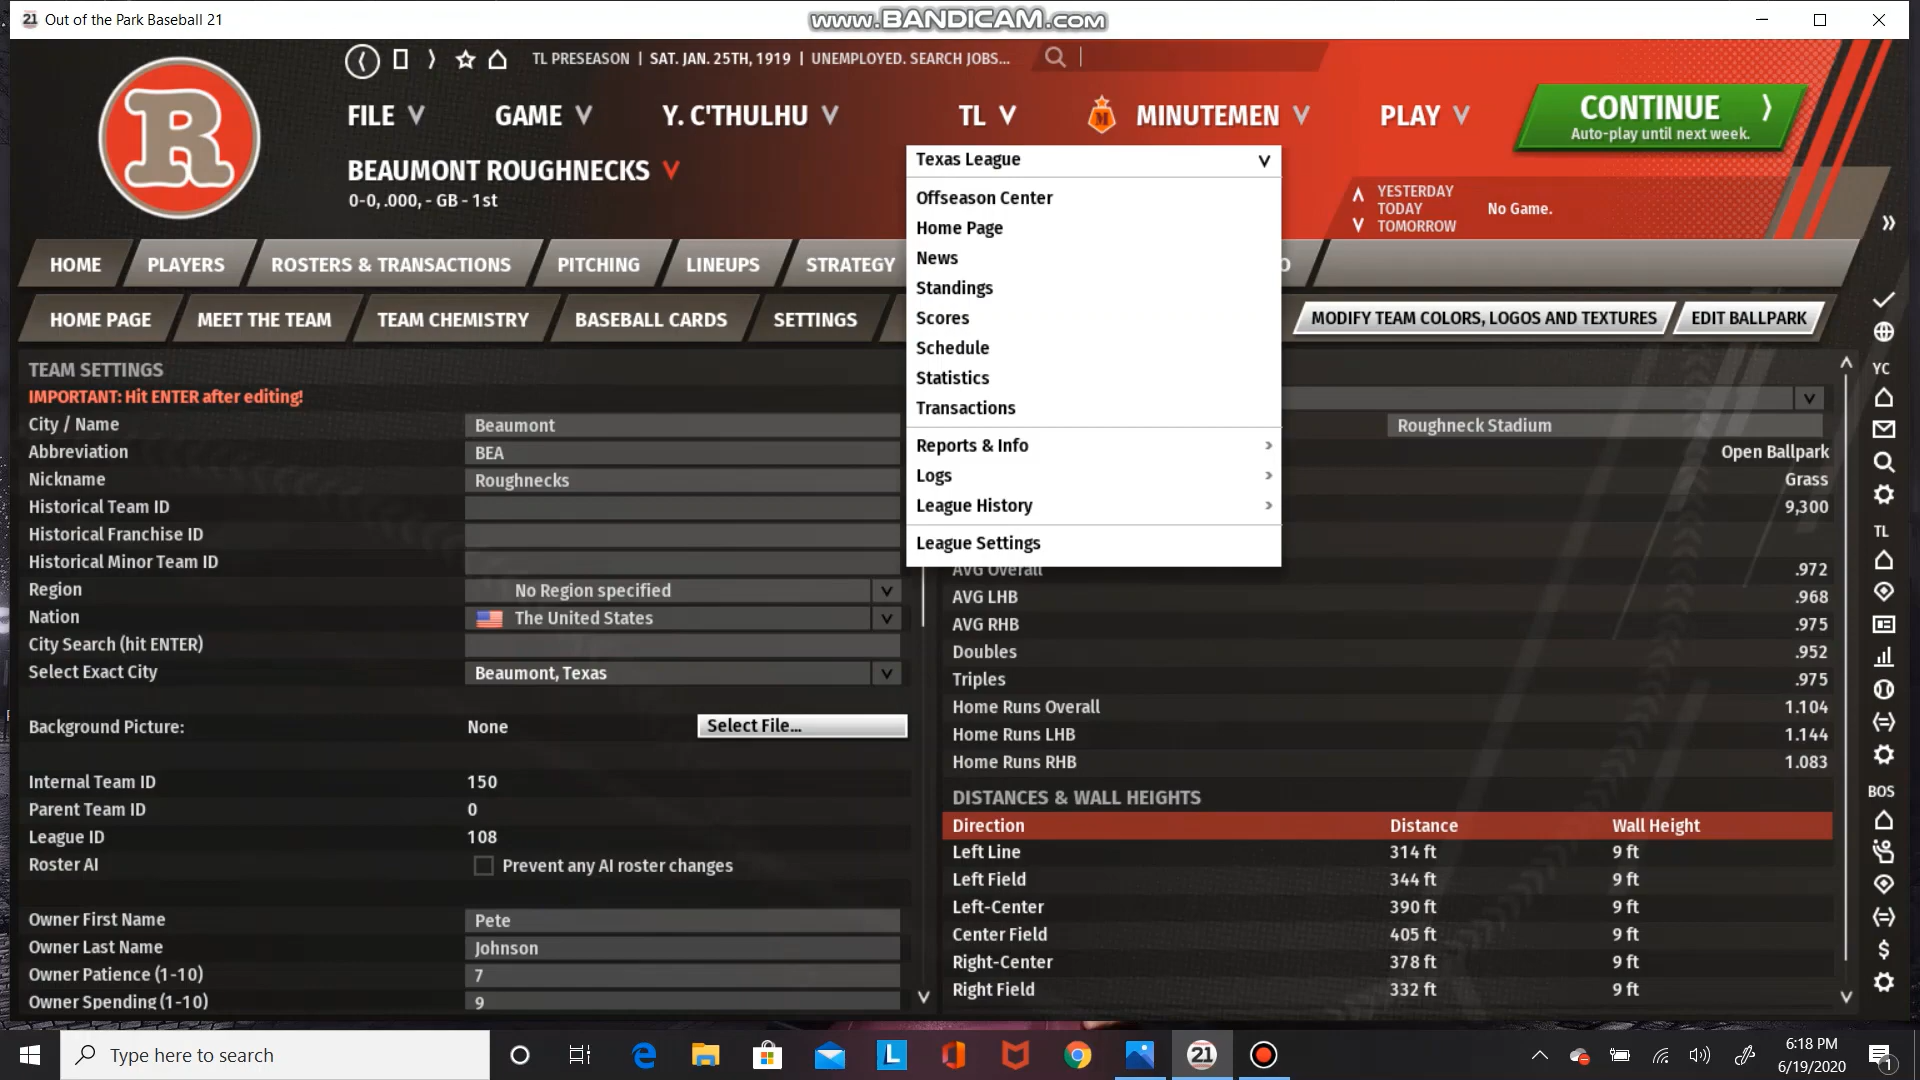 Out of the Park Baseball 21
www.BANDICAM.com
TL PRESEASON | SAT. JAN. 25TH, 1919 | UNEMPLOYED. SEARCH JOBS...
FILE GAME Y. C'THULHU TL MINUTEMEN PLAY
CONTINUE
Auto-play until next week.
R
BEAUMONT ROUGHNECKS
0-0, .000, - GB - 1st
YESTERDAY
TODAY
TOMORROW
No Game.
Texas League
Offseason Center
Home Page
News
Standings
Scores
Schedule
Statistics
Transactions
Reports & Info
Logs
League History
League Settings
HOME PLAYERS ROSTERS & TRANSACTIONS PITCHING LINEUPS STRATEGY
HOME PAGE MEET THE TEAM TEAM CHEMISTRY BASEBALL CARDS SETTINGS
MODIFY TEAM COLORS, LOGOS AND TEXTURES EDIT BALLPARK
TEAM SETTINGS
IMPORTANT: Hit ENTER after editing!
City / Name Beaumont
Abbreviation BEA
Nickname Roughnecks
Historical Team ID
Historical Franchise ID
Historical Minor Team ID
Region No Region specified
Nation The United States
City Search (hit ENTER)
Select Exact City Beaumont, Texas
Background Picture: None Select File...
Internal Team ID 150
Parent Team ID 0
League ID 108
Roster AI Prevent any AI roster changes
Owner First Name Pete
Owner Last Name Johnson
Owner Patience (1-10) 7
Owner Spending (1-10) 9
Roughneck Stadium
Open Ballpark
Grass
9,300
AVG Overall .972
AVG LHB .968
AVG RHB .975
Doubles .952
Triples .975
Home Runs Overall 1.104
Home Runs LHB 1.144
Home Runs RHB 1.083
DISTANCES & WALL HEIGHTS
Direction Distance Wall Height
Left Line 314 ft 9 ft
Left Field 344 ft 9 ft
Left-Center 390 ft 9 ft
Center Field 405 ft 9 ft
Right-Center 378 ft 9 ft
Right Field 332 ft 9 ft
YC
TL
BOS
Type here to search
21
6:18 PM
6/19/2020
1